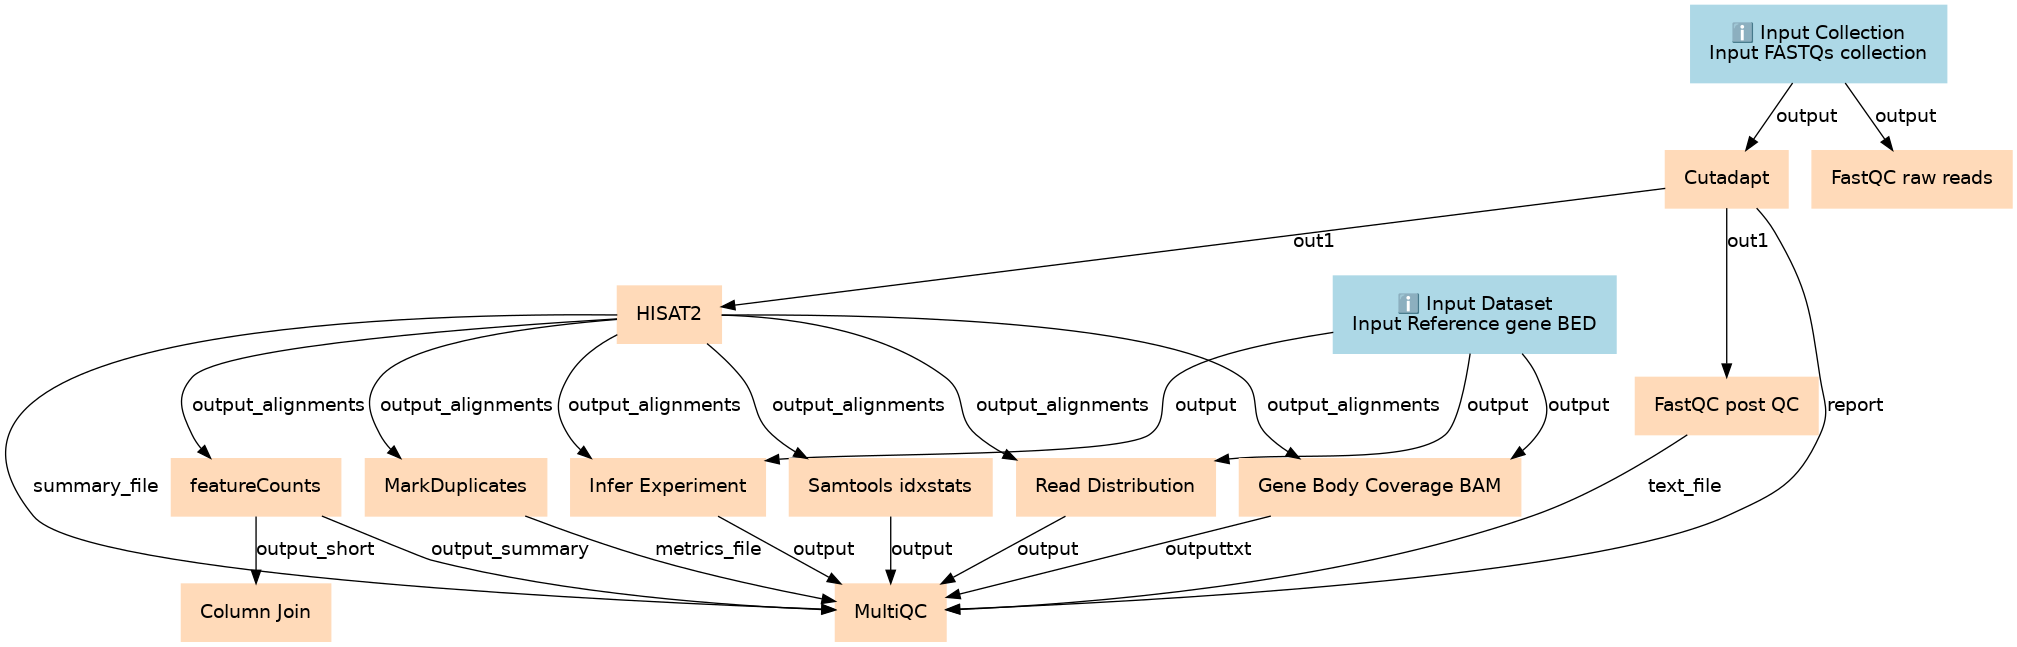 ℹ️ Input Collection
Input FASTQs collection
output
output
Cutadapt
FastQC raw reads
out1
out1
HISAT2
ℹ️ Input Dataset
Input Reference gene BED
output_alignments
output_alignments
output_alignments
output_alignments
output_alignments
output_alignments
output
output
output
FastQC post QC
report
summary_file
featureCounts
MarkDuplicates
Infer Experiment
Samtools idxstats
Read Distribution
Gene Body Coverage BAM
text_file
output_short
output_summary
metrics_file
output
output
output
outputtxt
Column Join
MultiQC